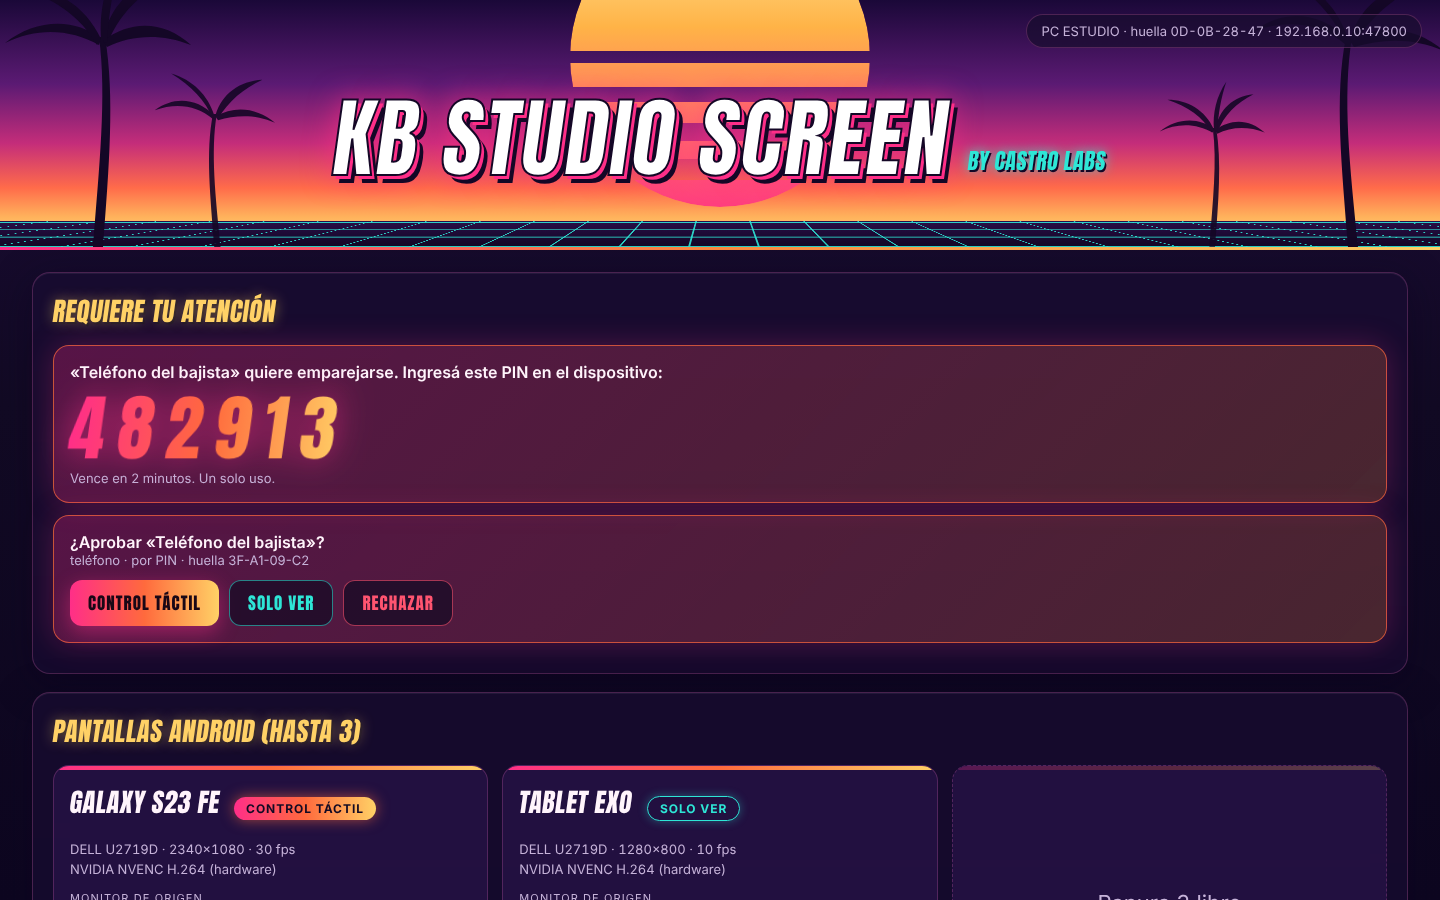 PC ESTUDIO · huella 0D-0B-28-47 · 192.168.0.10:47800
KB STUDIO SCREEN BY CASTRO LABS
REQUIERE TU ATENCIÓN
«Teléfono del bajista» quiere emparejarse. Ingresá este PIN en el dispositivo:
482913
Vence en 2 minutos. Un solo uso.
¿Aprobar «Teléfono del bajista»?
teléfono · por PIN · huella 3F-A1-09-C2
CONTROL TÁCTIL SOLO VER RECHAZAR
PANTALLAS ANDROID (HASTA 3)
GALAXY S23 FE CONTROL TÁCTIL
DELL U2719D · 2340×1080 · 30 fps
NVIDIA NVENC H.264 (hardware)
MONITOR DE ORIGEN
TABLET EXO SOLO VER
DELL U2719D · 1280×800 · 10 fps
NVIDIA NVENC H.264 (hardware)
MONITOR DE ORIGEN